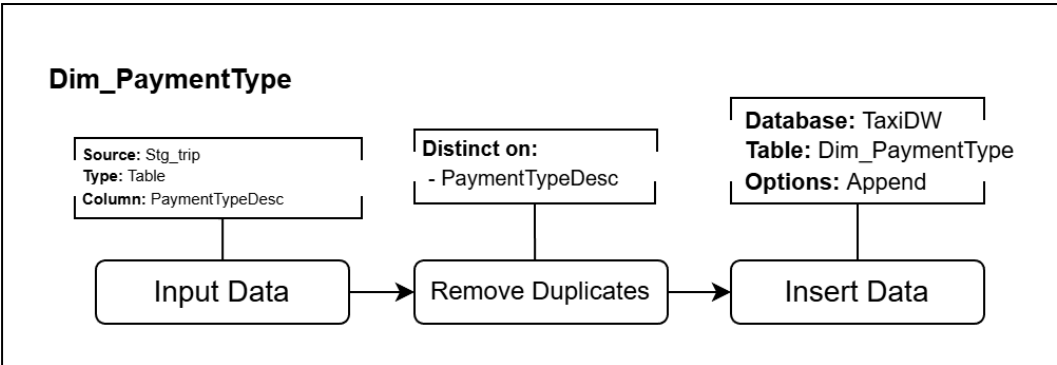 Dim_PaymentType
Source: Stg_trip
Type: Table
Column: PaymentTypeDesc
Distinct on:
- PaymentTypeDesc
Database: TaxiDW
Table: Dim_PaymentType
Options: Append
Input Data
Remove Duplicates
Insert Data